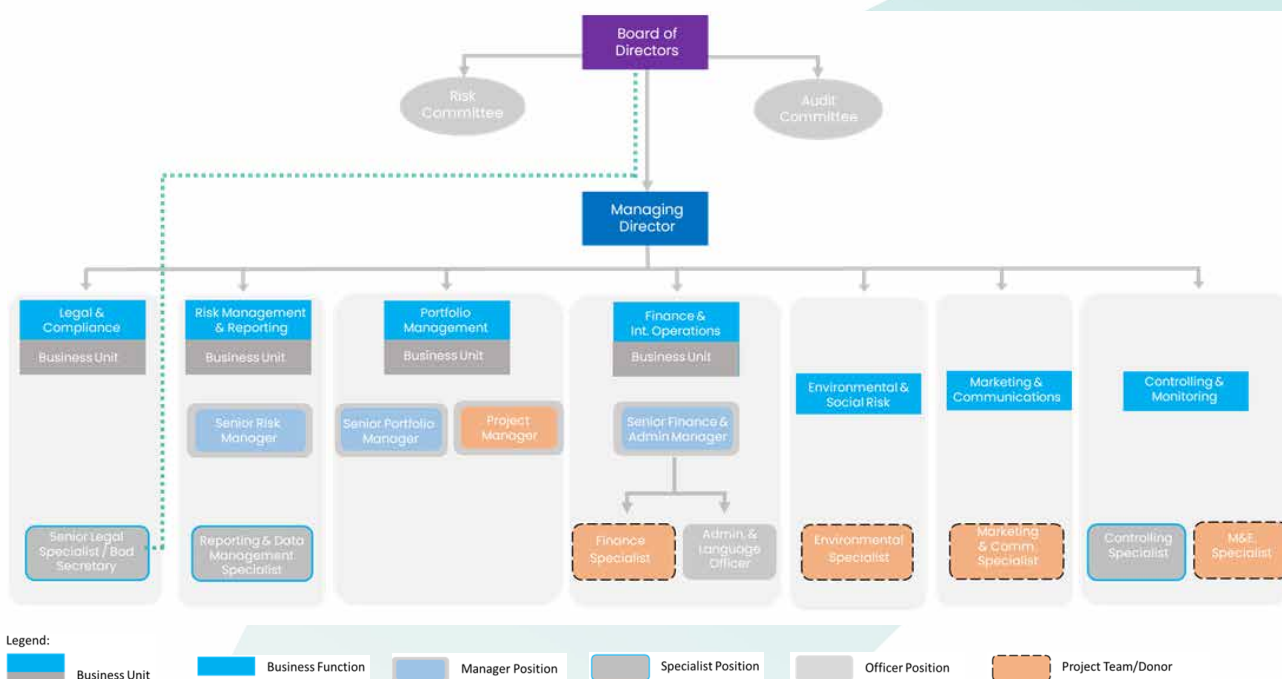 Board of
Directors
Risk
Committee
Audit
Committee
Managing
Director
Legal &
Compliance
Business Unit
Risk Management
& Reporting
Business Unit
Portfolio
Management
Business Unit
Finance &
Int. Operations
Business Unit
Environmental &
Social Risk
Marketing &
Communications
Controlling &
Monitoring
Senior Risk
Manager
Senior Portfolio
Manager
Project
Manager
Senior Finance &
Admin Manager
Senior Legal
Specialist / Bad
Secretary
Reporting & Data
Management
Specialist
Finance
Specialist
Admin. &
Language
Officer
Environmental
Specialist
Marketing
& Comm.
Specialist
Controlling
Specialist
M&E.
Specialist
Legend:
Business Unit
Business Function
Manager Position
Specialist Position
Officer Position
Project Team/Donor